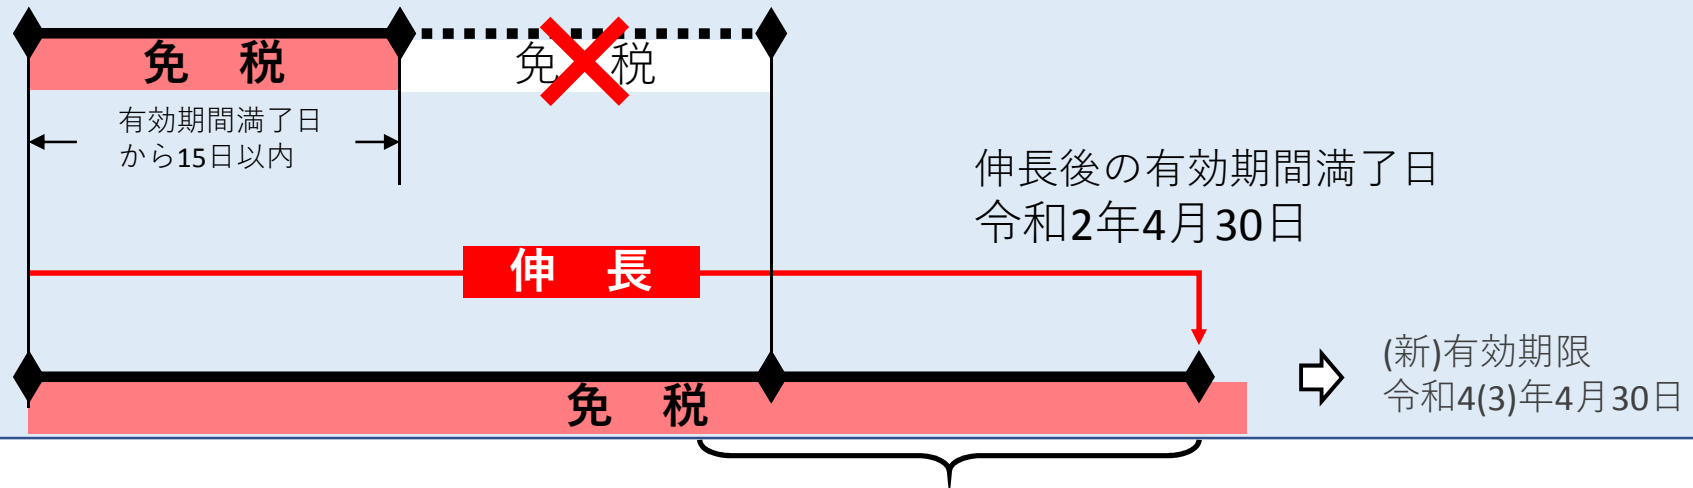 免　税
免　税
有効期間満了日
から15日以内
伸長後の有効期間満了日
令和2年4月30日
伸　長
(新)有効期限
令和4(3)年4月30日
免　税